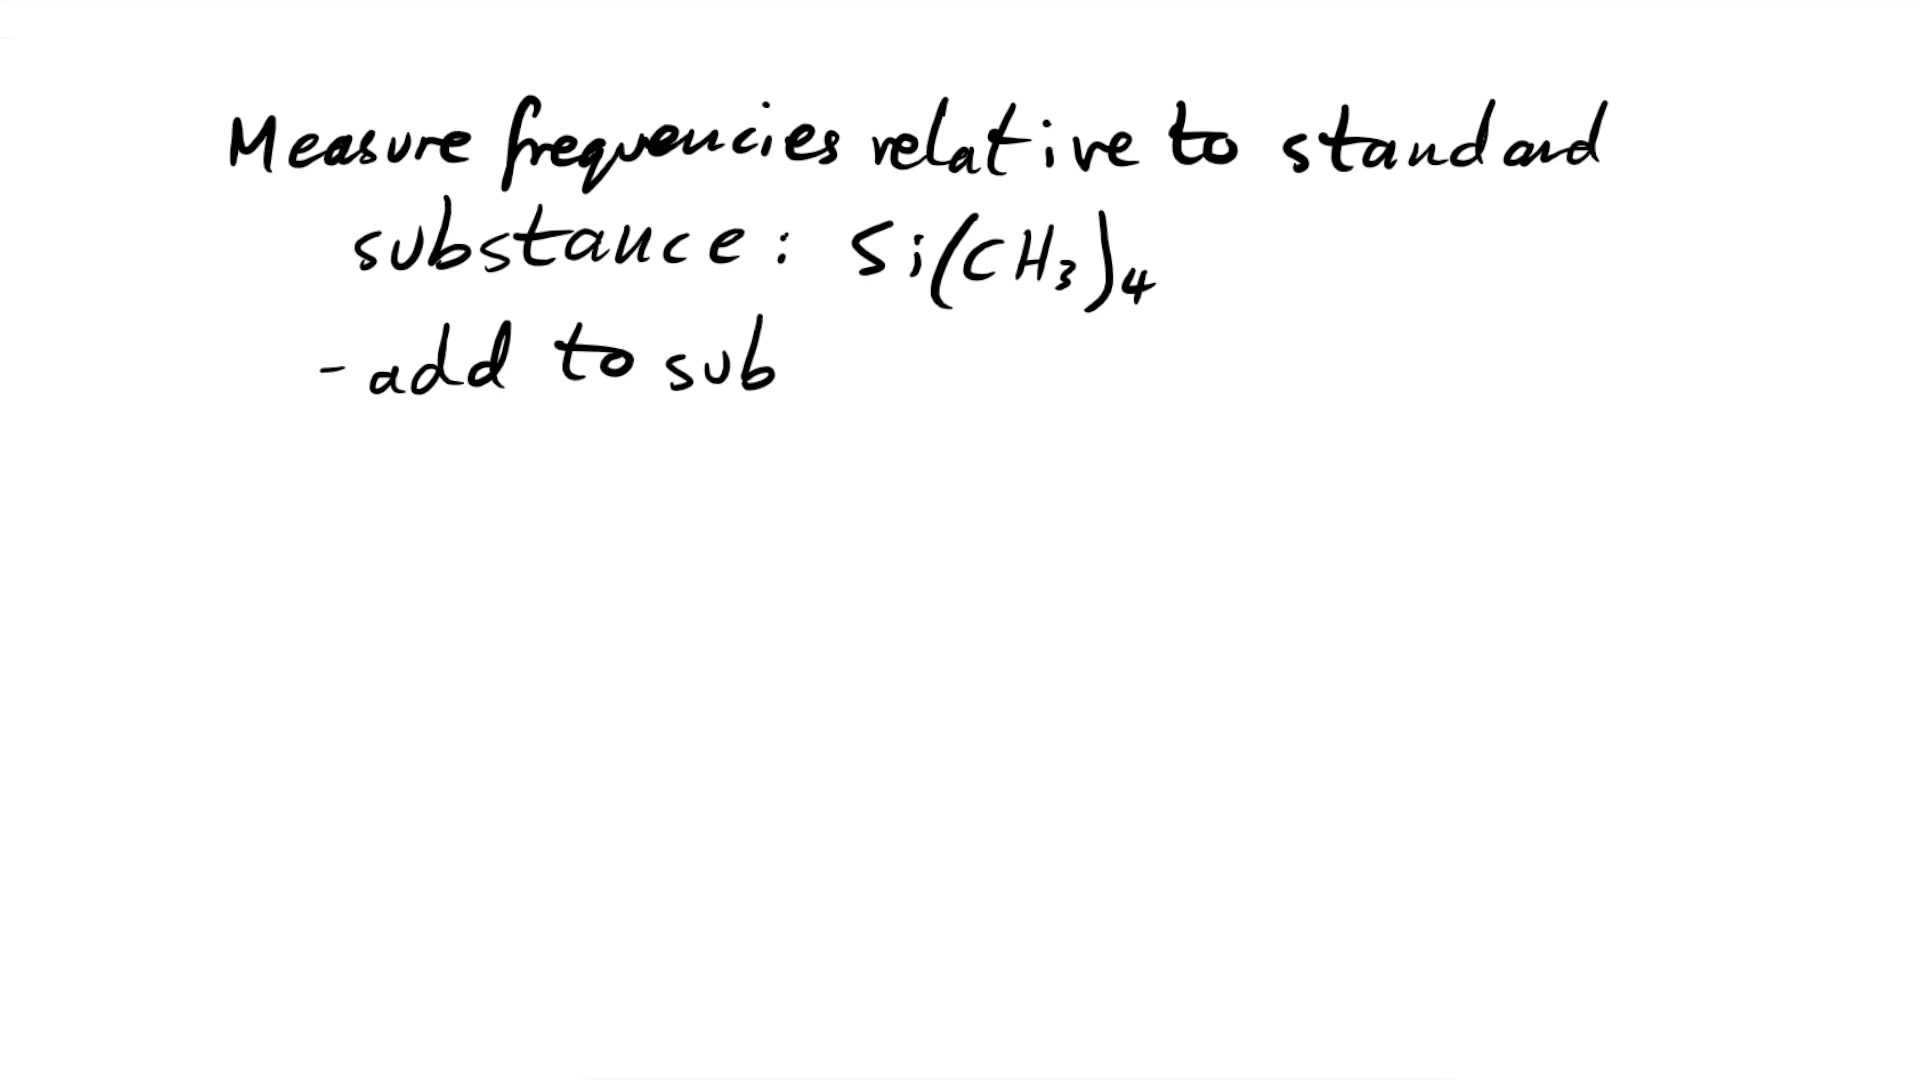 Measure frequencies relative to standard
substance: Si(CH₃)₄
- add to sub